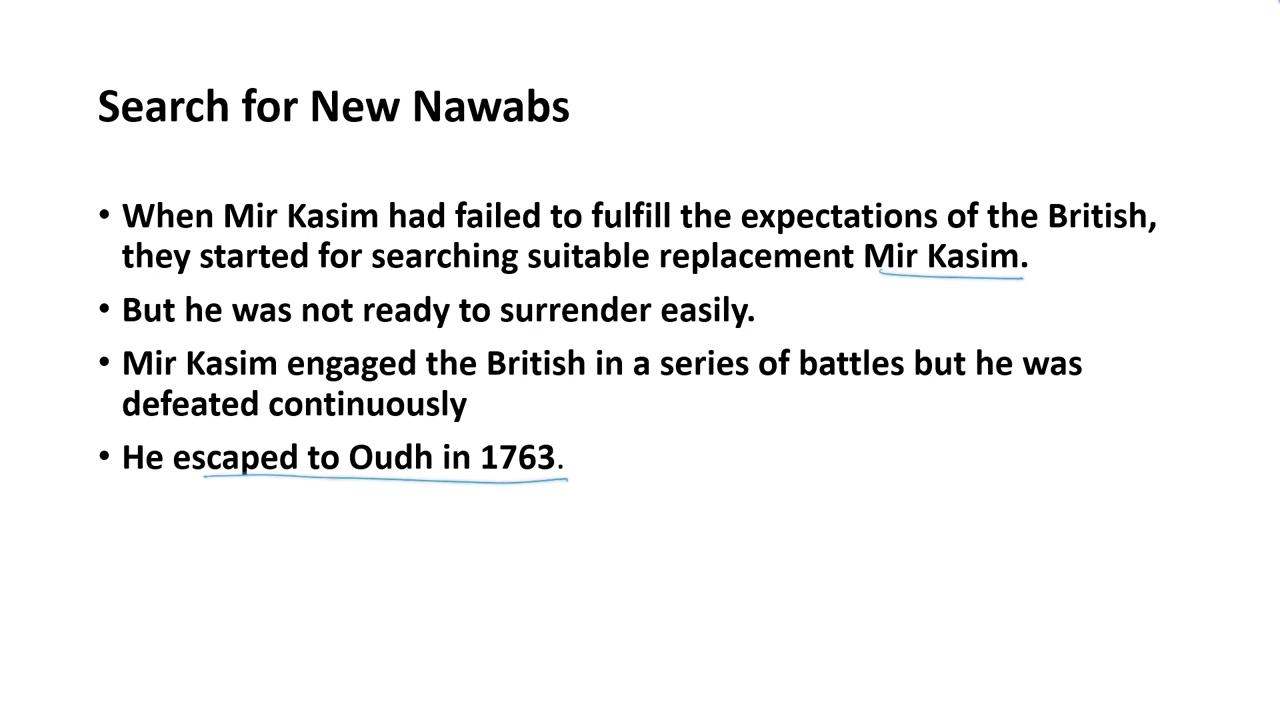 Search for New Nawabs
• When Mir Kasim had failed to fulfill the expectations of the British,
they started for searching suitable replacement Mir Kasim.
• But he was not ready to surrender easily.
• Mir Kasim engaged the British in a series of battles but he was
defeated continuously
• He escaped to Oudh in 1763.